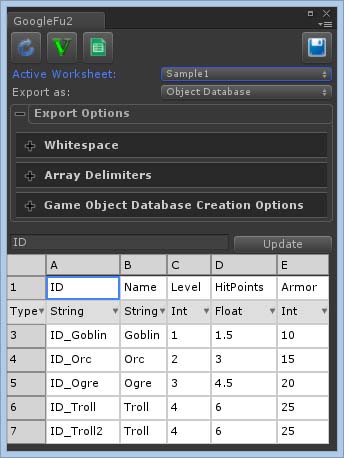 GoogleFu2
Active Worksheet: Sample1
Export as: Object Database
Export Options
Whitespace
Array Delimiters
Game Object Database Creation Options
ID Update
A B C D E
1 ID Name Level HitPoints Armor
Type String String Int Float Int
3 ID_Goblin Goblin 1 1.5 10
4 ID_Orc Orc 2 3 15
5 ID_Ogre Ogre 3 4.5 20
6 ID_Troll Troll 4 6 25
7 ID_Troll2 Troll 4 6 25